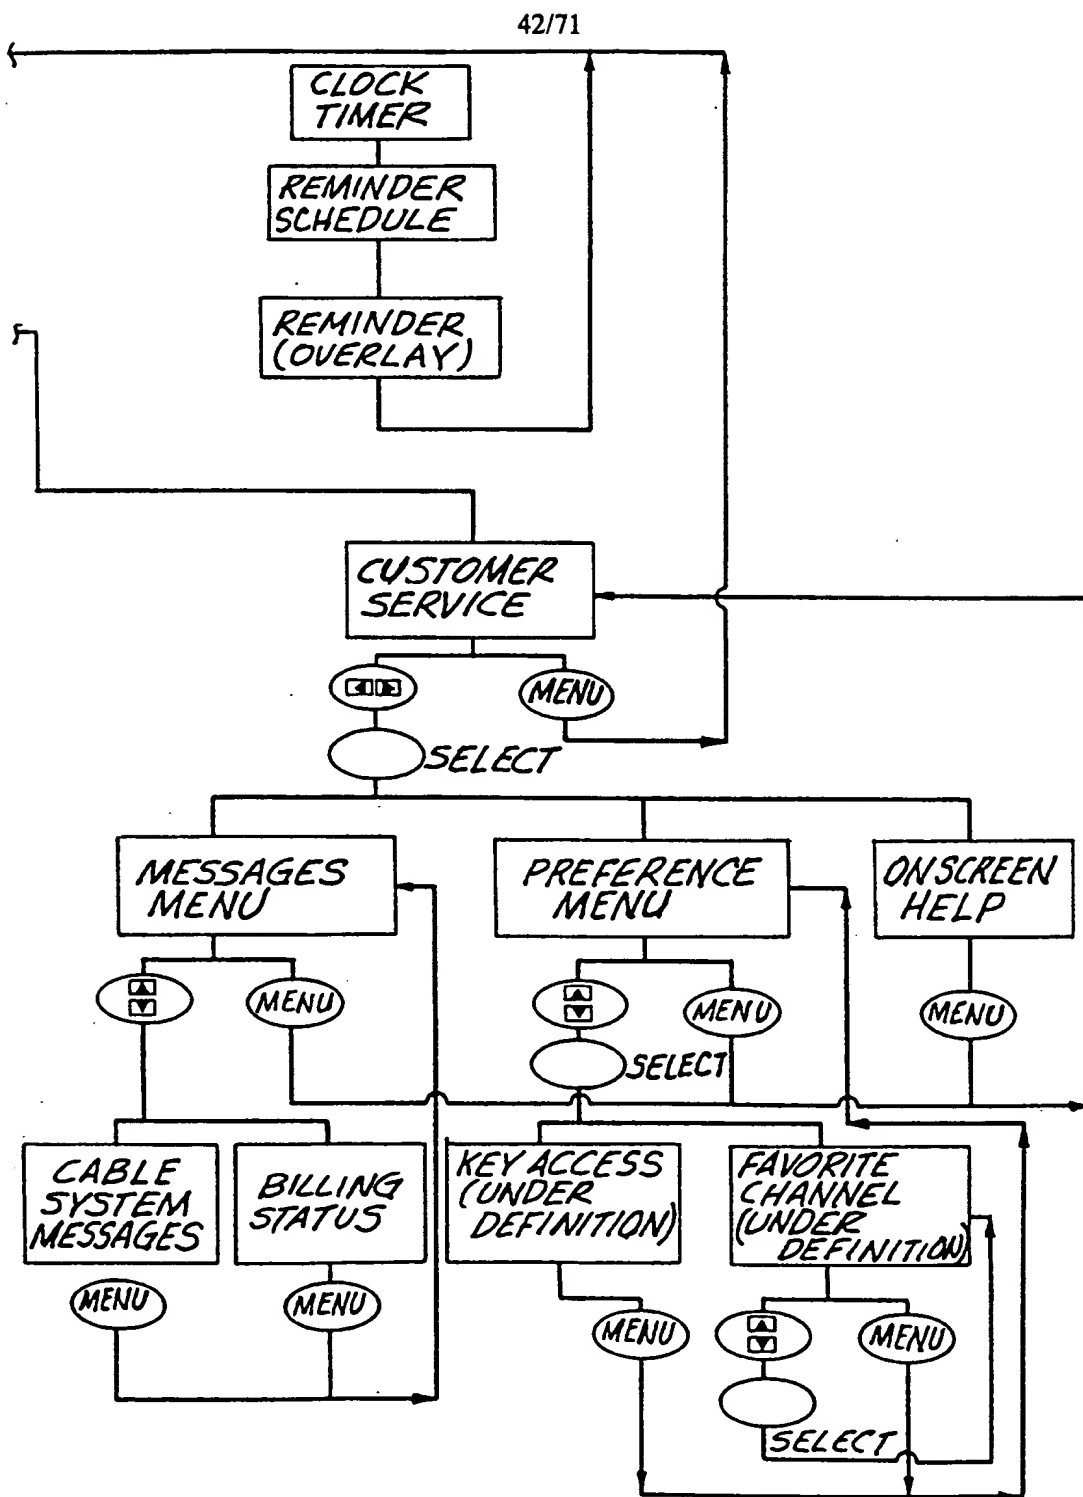 42/71
CLOCK
TIMER
REMINDER
SCHEDULE
REMINDER
(OVERLAY)
CUSTOMER
SERVICE
MENU
SELECT
MESSAGES
MENU
PREFERENCE
MENU
ON SCREEN
HELP
MENU
MENU
MENU
SELECT
CABLE
SYSTEM
MESSAGES
BILLING
STATUS
KEY ACCESS
(UNDER
DEFINITION)
FAVORITE
CHANNEL
(UNDER
DEFINITION)
MENU
MENU
MENU
MENU
SELECT